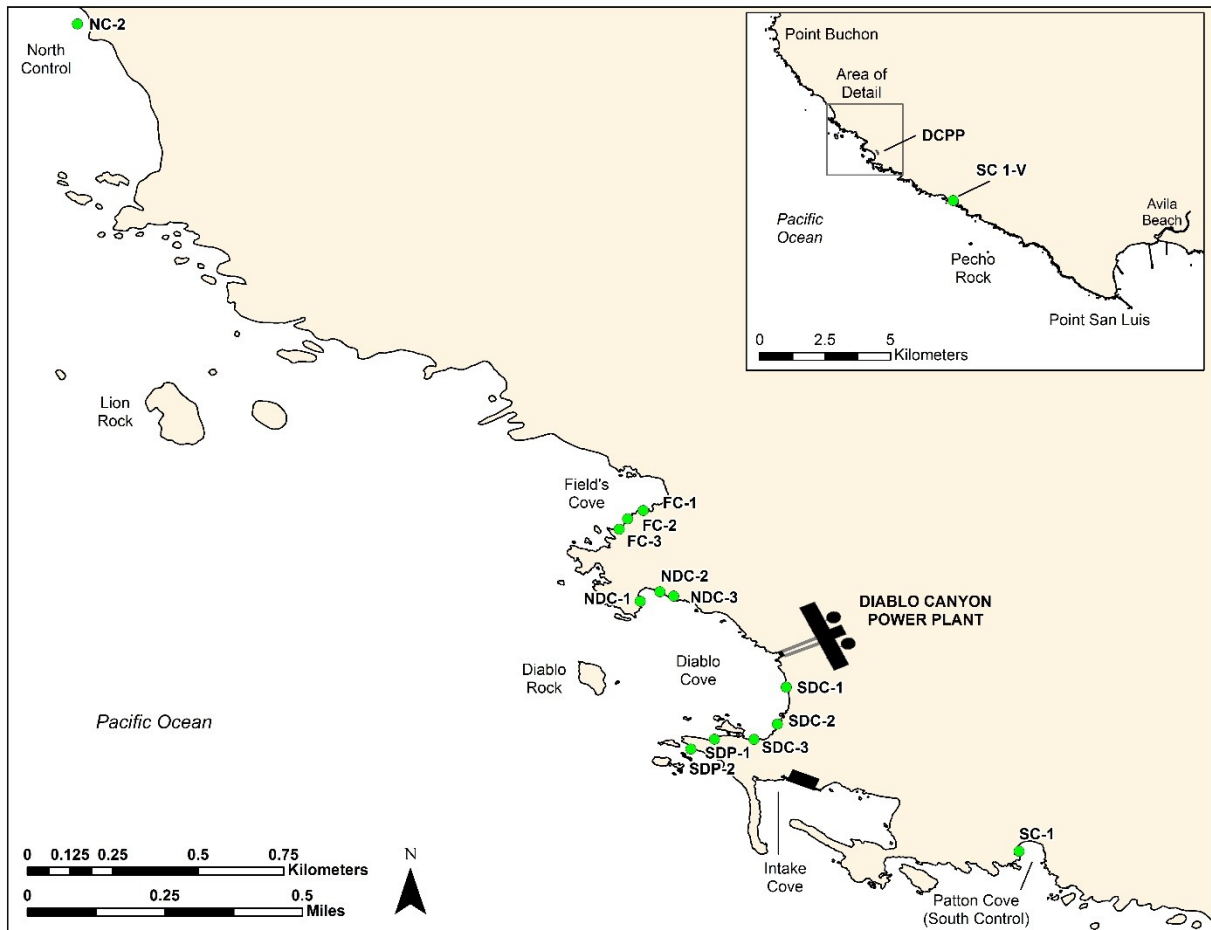 NC-2
North
Control
Point Buchon
Area of
Detail
DCPP
SC 1-V
Pacific
Ocean
Avila
Beach
Pecho
Rock
Point San Luis
0 2.5 5
Kilometers
Lion
Rock
Field's
Cove
FC-1
FC-2
FC-3
NDC-2
NDC-1
NDC-3
DIABLO CANYON
POWER PLANT
Diablo
Rock
Diablo
Cove
SDC-1
Pacific Ocean
SDC-2
SDC-3
SDP-1
SDP-2
SC-1
Intake
Cove
Patton Cove
(South Control)
0 0.125 0.25 0.5 0.75
Kilometers
0 0.25 0.5
Miles
N